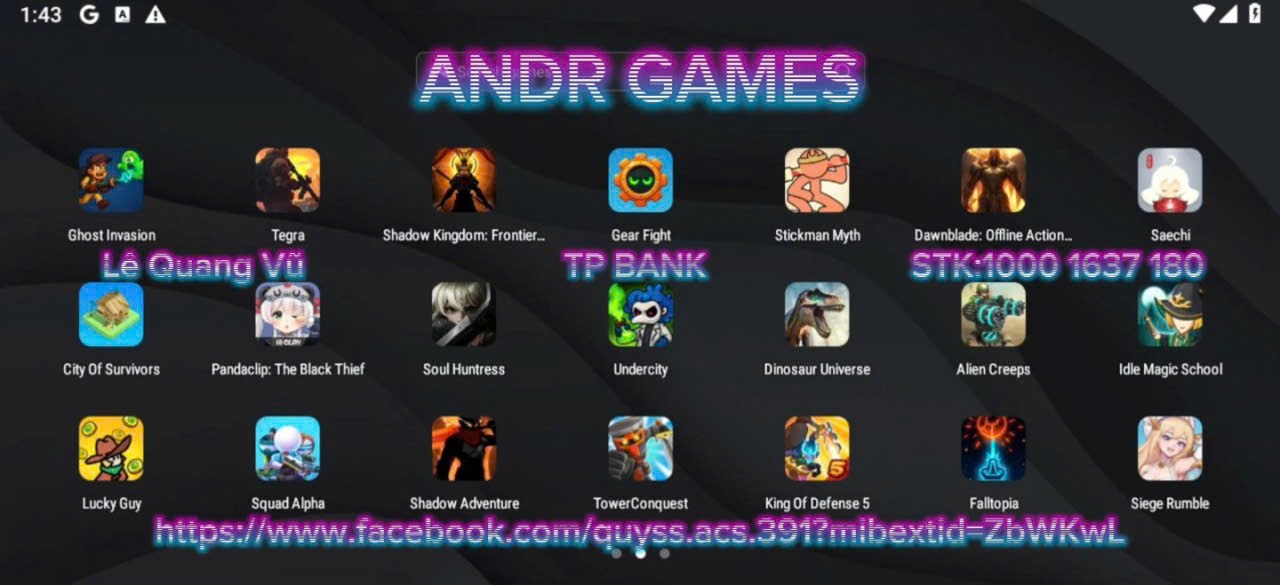 1:43
ANDR GAMES
Ghost Invasion Tegra Shadow Kingdom: Frontier... Gear Fight Stickman Myth Dawnblade: Offline Action... Saechi
Lê Quang Vũ TP BANK STK:1000 1637 180
City Of Survivors Pandaclip: The Black Thief Soul Huntress Undercity Dinosaur Universe Alien Creeps Idle Magic School
Lucky Guy Squad Alpha Shadow Adventure TowerConquest King Of Defense 5 Falltopia Siege Rumble
https://www.facebook.com/quyss.acs.391?mibextid=ZbWKwL